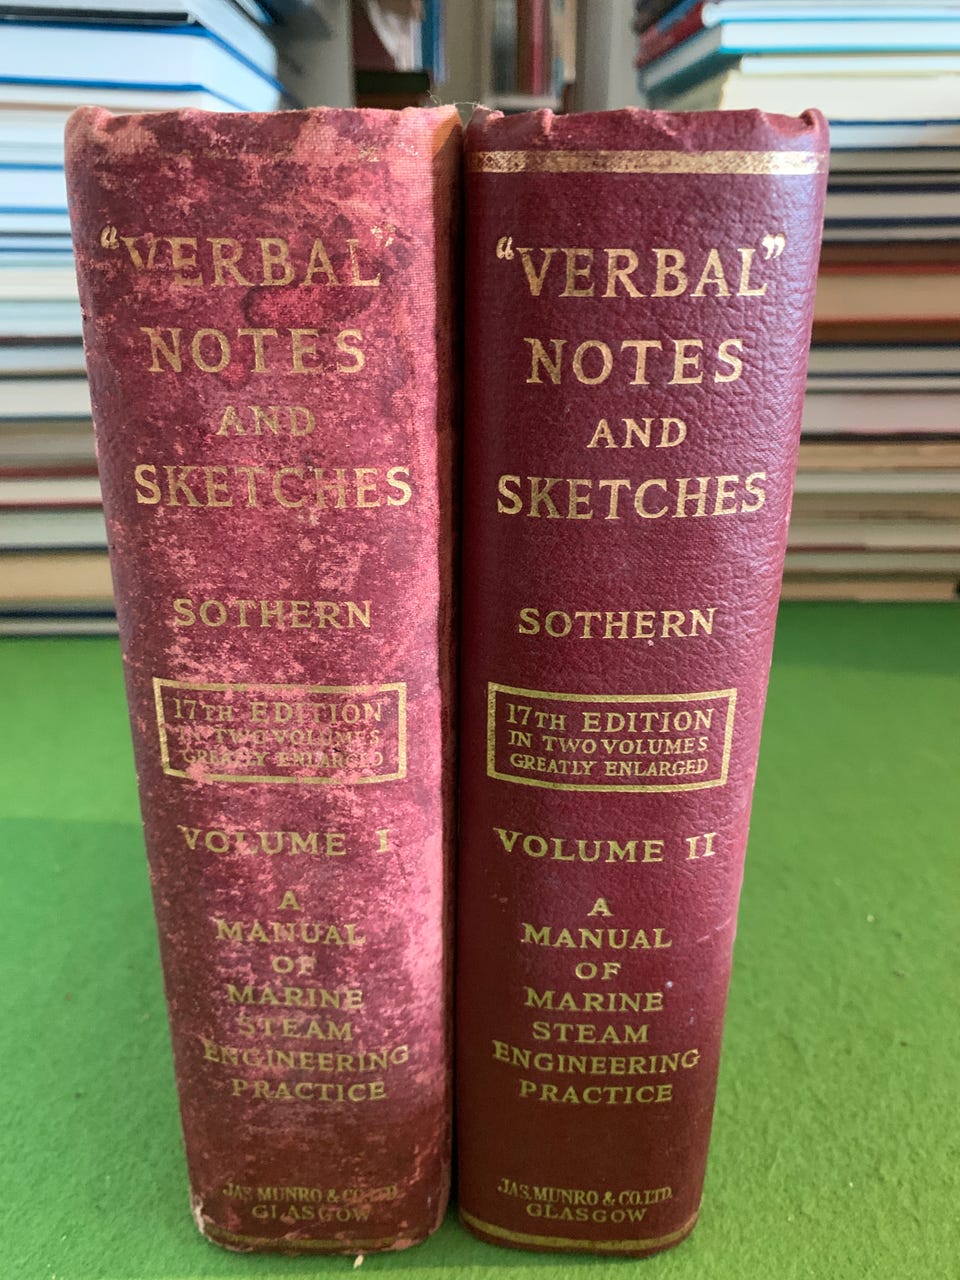 “VERBAL”
NOTES
AND
SKETCHES
SOTHERN
17TH EDITION
IN TWO VOLUMES
GREATLY ENLARGED
VOLUME I
A
MANUAL
OF
MARINE
STEAM
ENGINEERING
PRACTICE
JAS. MUNRO & CO. LTD.
GLASGOW
“VERBAL”
NOTES
AND
SKETCHES
SOTHERN
17TH EDITION
IN TWO VOLUMES
GREATLY ENLARGED
VOLUME II
A
MANUAL
OF
MARINE
STEAM
ENGINEERING
PRACTICE
JAS. MUNRO & CO. LTD.
GLASGOW